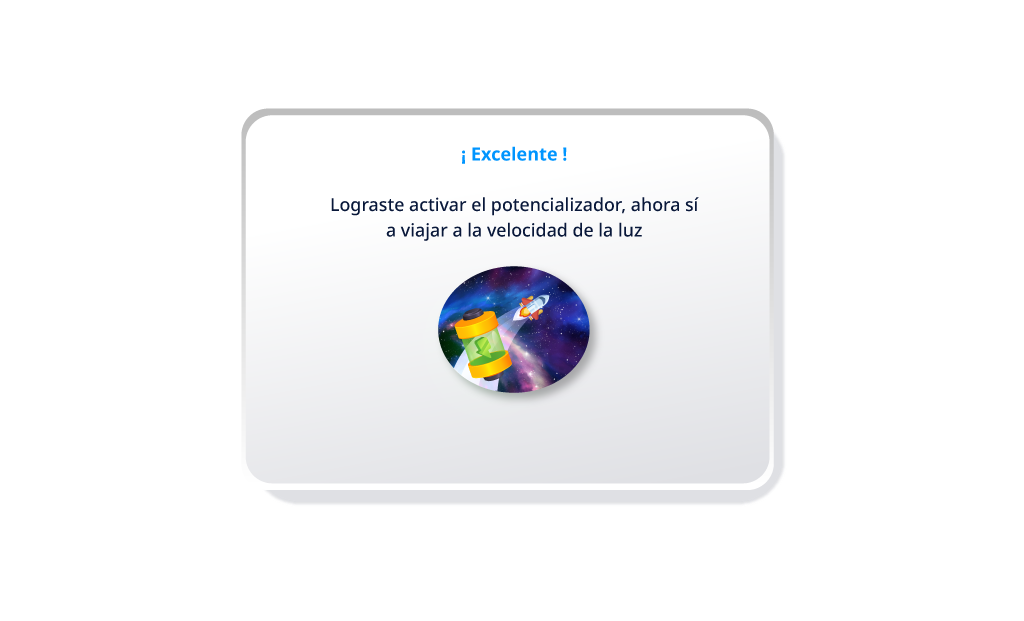 ¡ Excelente !
Lograste activar el potencializador, ahora sí
a viajar a la velocidad de la luz